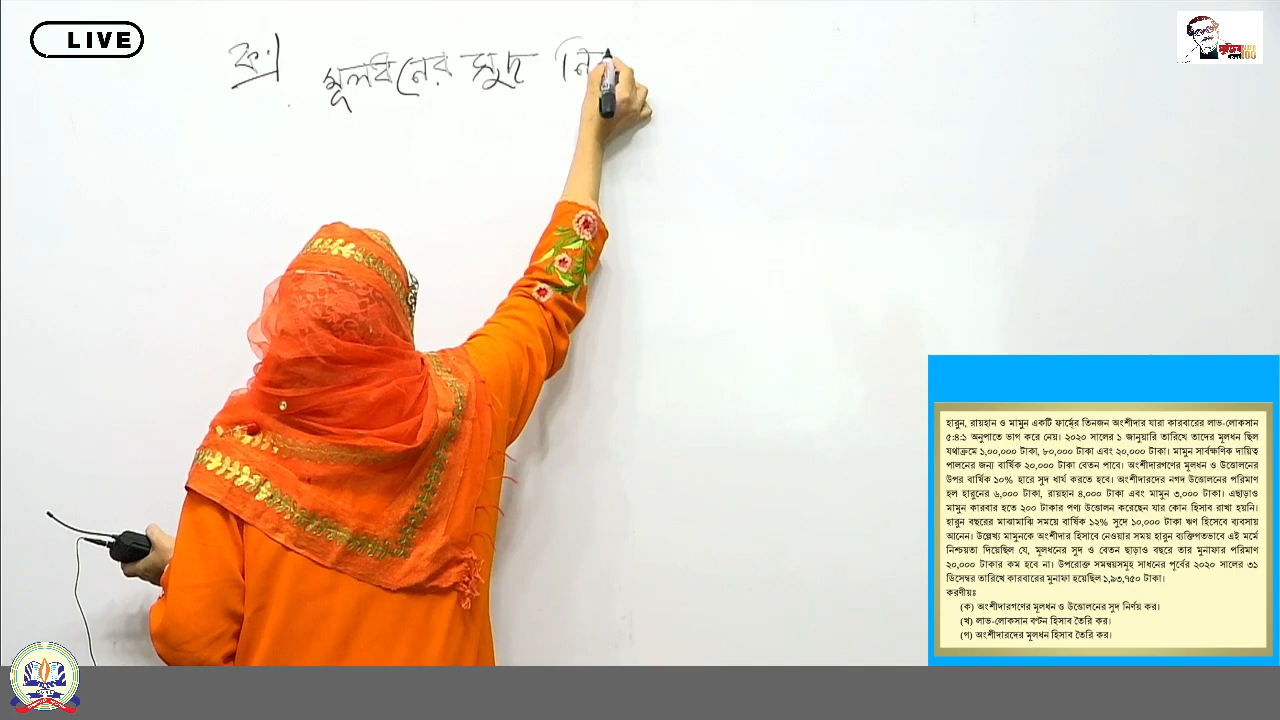 LIVE
ক)
মূলধনের সুদ নি
হারুন, রায়হান ও মামুন একটি ফার্মের তিনজন অংশীদার যারা কারবারের লাভ-লোকসান
৫:৪:১ অনুপাতে ভাগ করে নেয়। ২০২০ সালের ১ জানুয়ারি তারিখে তাদের মূলধন ছিল
যথাক্রমে ১,০০,০০০ টাকা, ৮০,০০০ টাকা এবং ২০,০০০ টাকা। মামুন সার্বক্ষণিক দায়িত্ব
পালনের জন্য বার্ষিক ২০,০০০ টাকা বেতন পাবে। অংশীদারগণের মূলধন ও উত্তোলনের
উপর বার্ষিক ১০% হারে সুদ ধার্য করতে হবে। অংশীদারদের নগদ উত্তোলনের পরিমাণ
হল হারুনের ৬,০০০ টাকা, রায়হান ৪,০০০ টাকা এবং মামুন ৩,০০০ টাকা। এছাড়াও
মামুন কারবার হতে ২০০ টাকার পণ্য উত্তোলন করেছেন যার কোন হিসাব রাখা হয়নি।
হারুন বছরের মাঝামাঝি সময়ে বার্ষিক ১২% সুদে ১০,০০০ টাকা ঋণ হিসেবে ব্যবসায়
আনেন। উল্লেখ্য মামুনকে অংশীদার হিসাবে নেওয়ার সময় হারুন ব্যক্তিগতভাবে এই মর্মে
নিশ্চয়তা দিয়েছিল যে, মূলধনের সুদ ও বেতন ছাড়াও বছরে তার মুনাফার পরিমাণ
২০,০০০ টাকার কম হবে না। উপরোক্ত সমন্বয়সমূহ সাধনের পূর্বের ২০২০ সালের ৩১
ডিসেম্বর তারিখে কারবারের মুনাফা হয়েছিল ১,৯৩,৭৫০ টাকা।
করণীয়ঃ
(ক) অংশীদারগণের মূলধন ও উত্তোলনের সুদ নির্ণয় কর।
(খ) লাভ-লোকসান বণ্টন হিসাব তৈরি কর।
(গ) অংশীদারদের মূলধন হিসাব তৈরি কর।